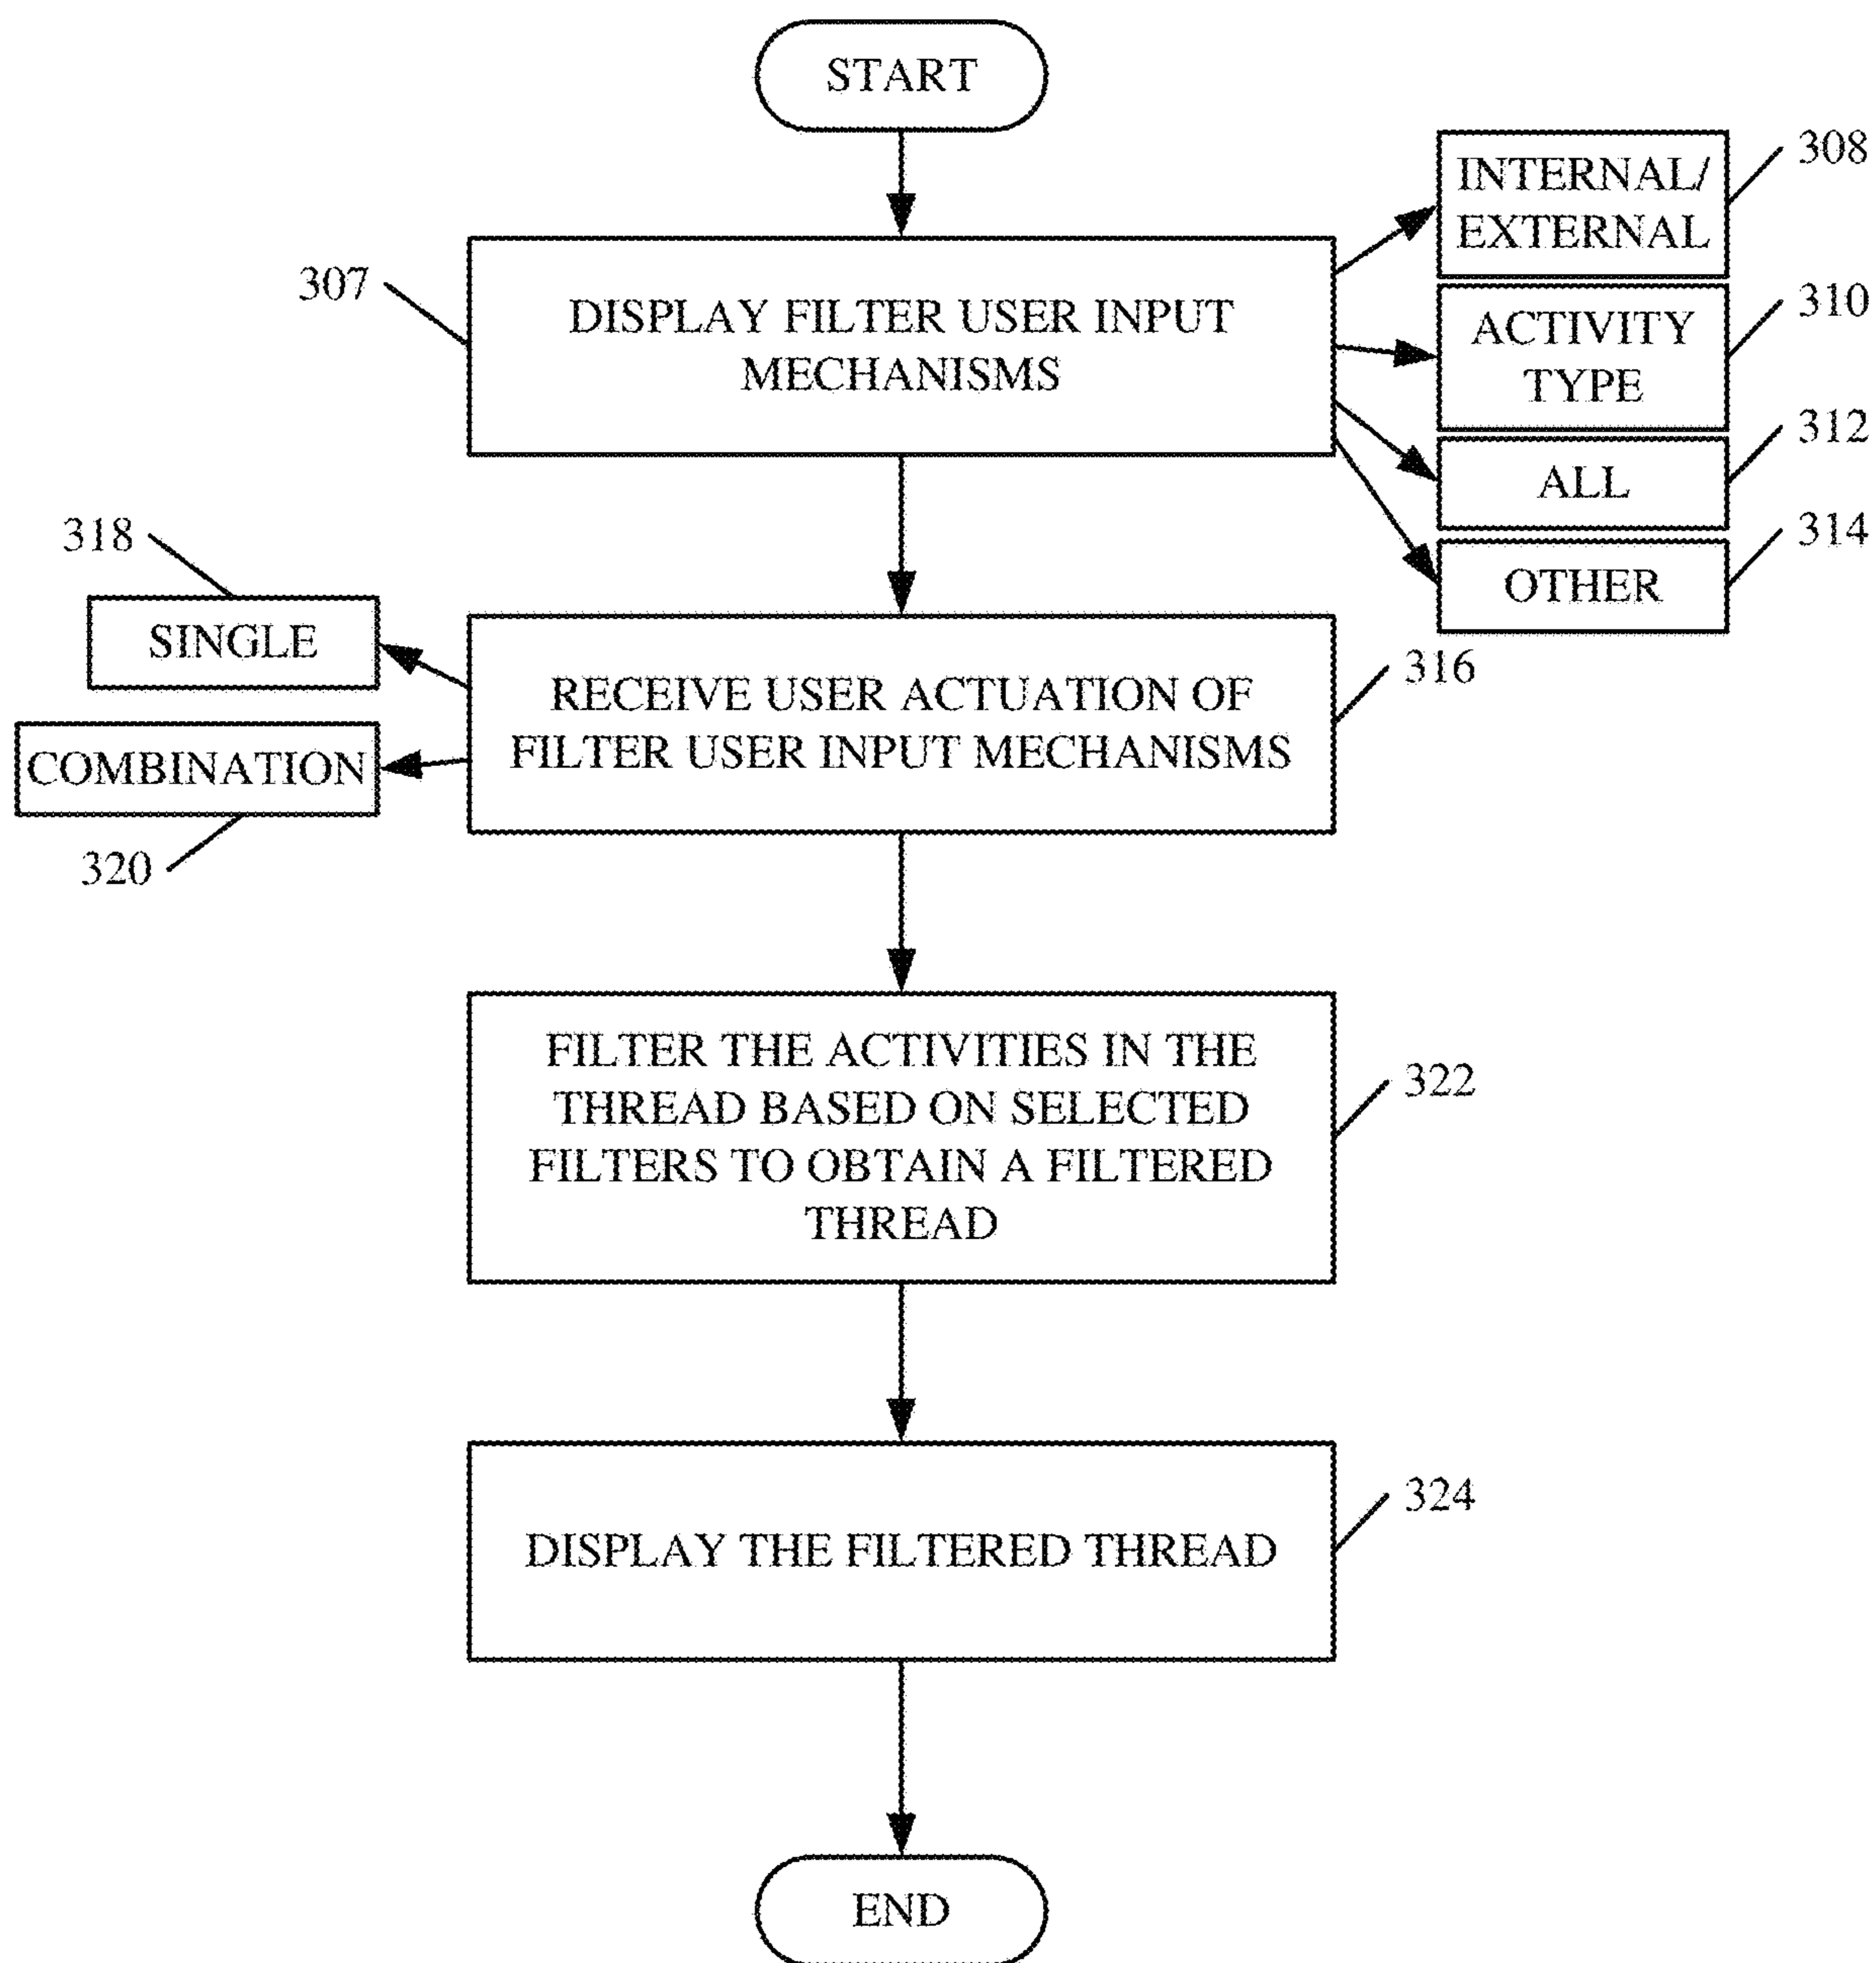 START
INTERNAL/
EXTERNAL
308
307
DISPLAY FILTER USER INPUT
MECHANISMS
ACTIVITY
TYPE
310
ALL
312
OTHER
314
318
SINGLE
RECEIVE USER ACTUATION OF
FILTER USER INPUT MECHANISMS
316
COMBINATION
320
FILTER THE ACTIVITIES IN THE
THREAD BASED ON SELECTED
FILTERS TO OBTAIN A FILTERED
THREAD
322
DISPLAY THE FILTERED THREAD
324
END